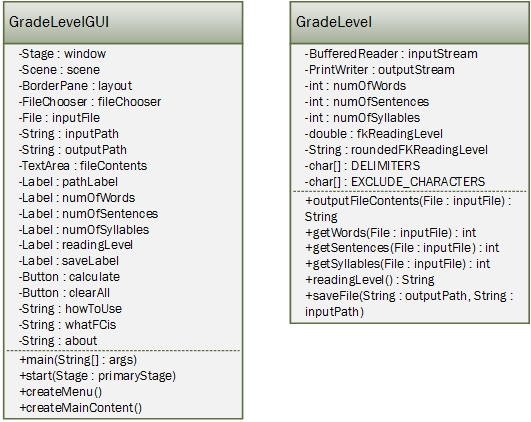 GradeLevelGUI
-Stage : window
-Scene : scene
-BorderPane : layout
-FileChooser : fileChooser
-File : inputFile
-String : inputPath
-String : outputPath
-TextArea : fileContents
-Label : pathLabel
-Label : numOfWords
-Label : numOfSentences
-Label : numOfSyllables
-Label : readingLevel
-Label : saveLabel
-Button : calculate
-Button : clearAll
-String : howToUse
-String : whatFCis
-String : about
+main(String[] : args)
+start(Stage : primaryStage)
+createMenu()
+createMainContent()
GradeLevel
-BufferedReader : inputStream
-PrintWriter : outputStream
-int : numOfWords
-int : numOfSentences
-int : numOfSyllables
-double : fkReadingLevel
-String : roundedFKReadingLevel
-char[] : DELIMITERS
-char[] : EXCLUDE_CHARACTERS
+outputFileContents(File : inputFile) :
String
+getWords(File : inputFile) : int
+getSentences(File : inputFile) : int
+getSyllables(File : inputFile) : int
+readingLevel() : String
+saveFile(String : outputPath, String :
inputPath)